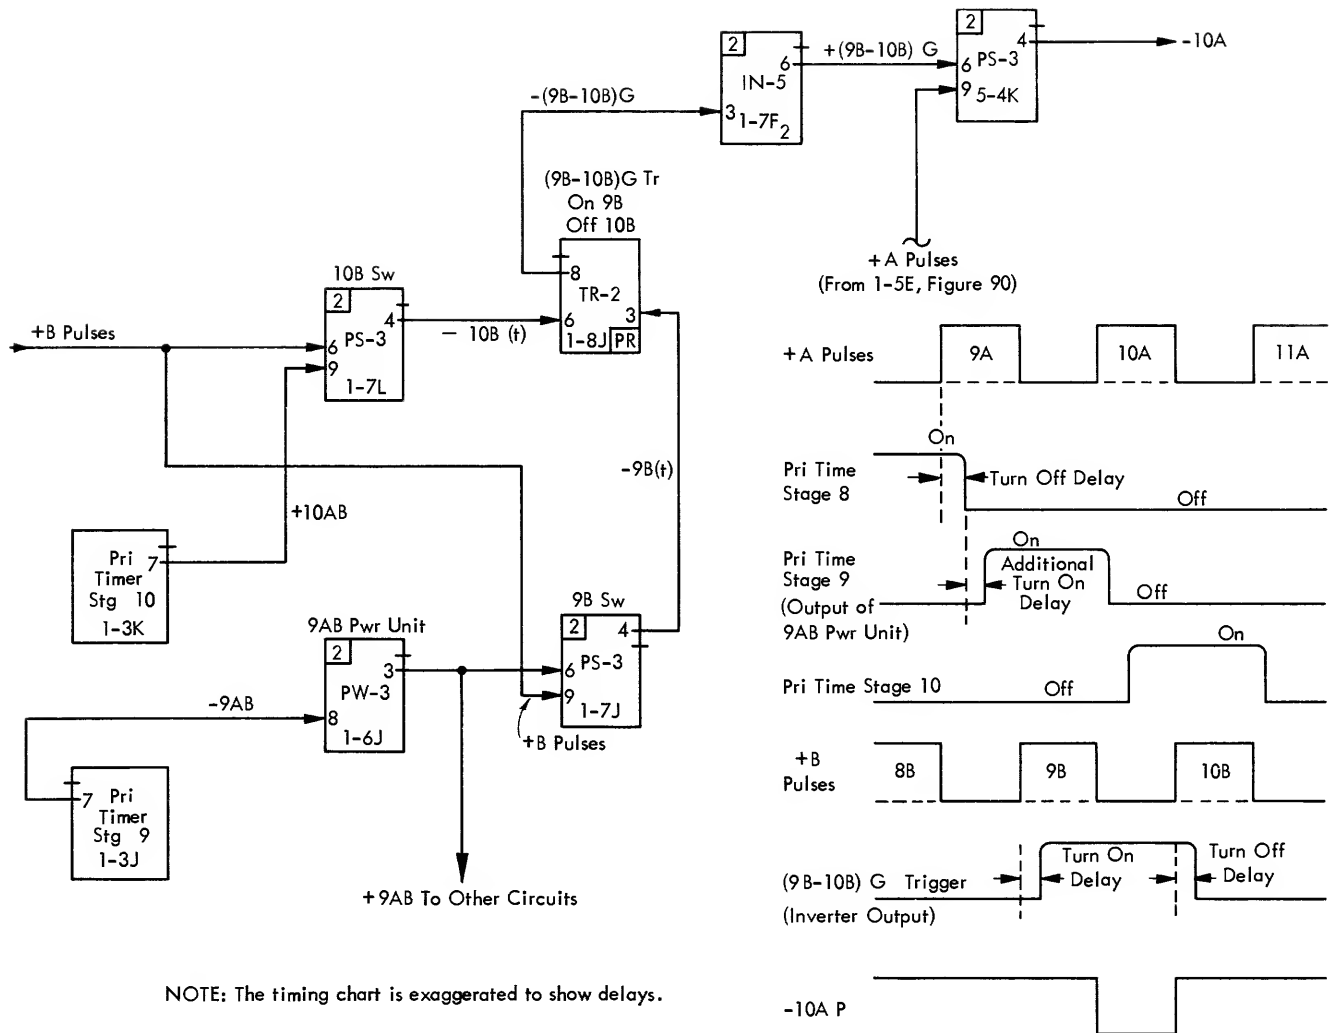 2
4
-10A
6
PS-3
9
5-4K
+(9B-10B) G
2
6
IN-5
3
1-7F
2
-(9B-10B)G
+A Pulses
(From 1-5E, Figure 90)
(9B-10B)G Tr
On 9B
Off 10B
8
TR-2
6
3
1-8J
PR
10B Sw
2
4
PS-3
6
9
1-7L
— 10B (t)
+B Pulses
-9B(t)
+10AB
Pri
7
Timer
Stg 10
1-3K
9AB Pwr Unit
2
3
PW-3
8
1-6J
-9AB
9B Sw
2
4
6
PS-3
9
1-7J
+B Pulses
7
Pri
Timer
Stg 9
1-3J
+9AB To Other Circuits
NOTE: The timing chart is exaggerated to show delays.
+A Pulses
9A
10A
11A
On
Pri Time
Stage 8
Turn Off Delay
Off
Pri Time
Stage 9
(Output of
9AB Pwr Unit)
On
Additional
Turn On
Delay
Off
On
Pri Time Stage 10
Off
+B
Pulses
8B
9B
10B
(9B-10B) G Trigger
(Inverter Output)
Turn On
Delay
Turn Off
Delay
-10A P